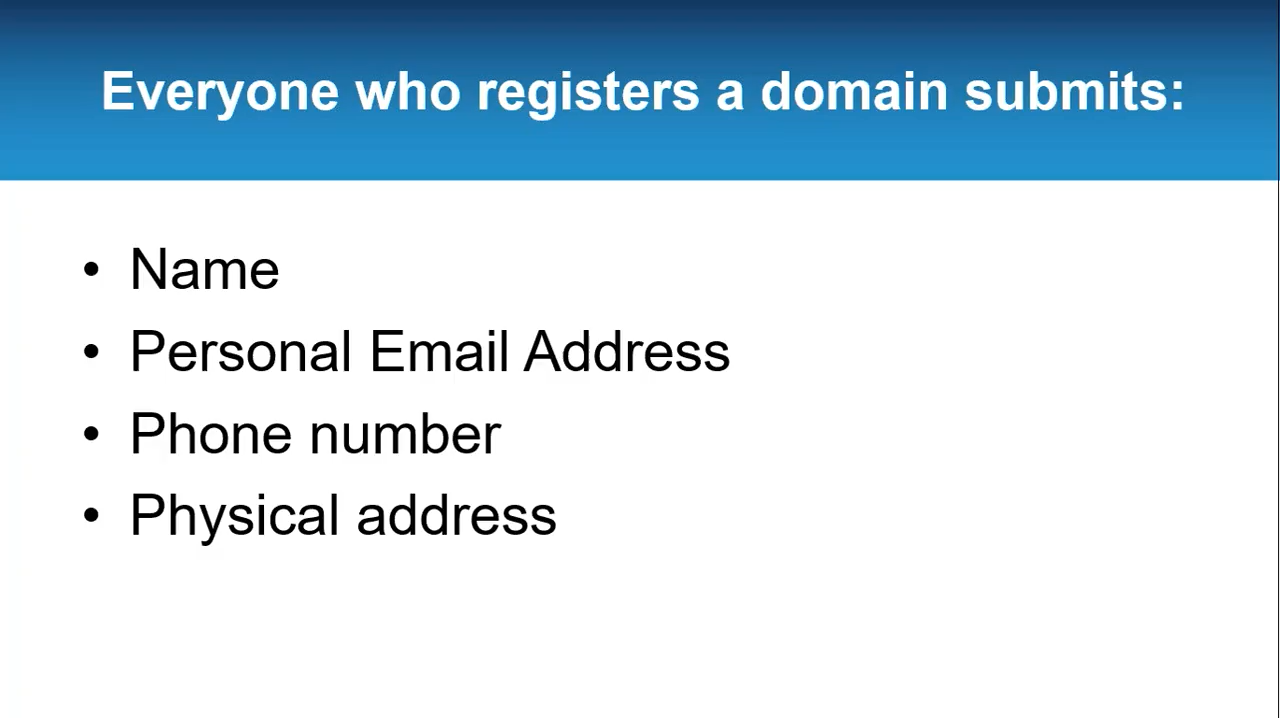 Everyone who registers a domain submits:
• Name
• Personal Email Address
• Phone number
• Physical address